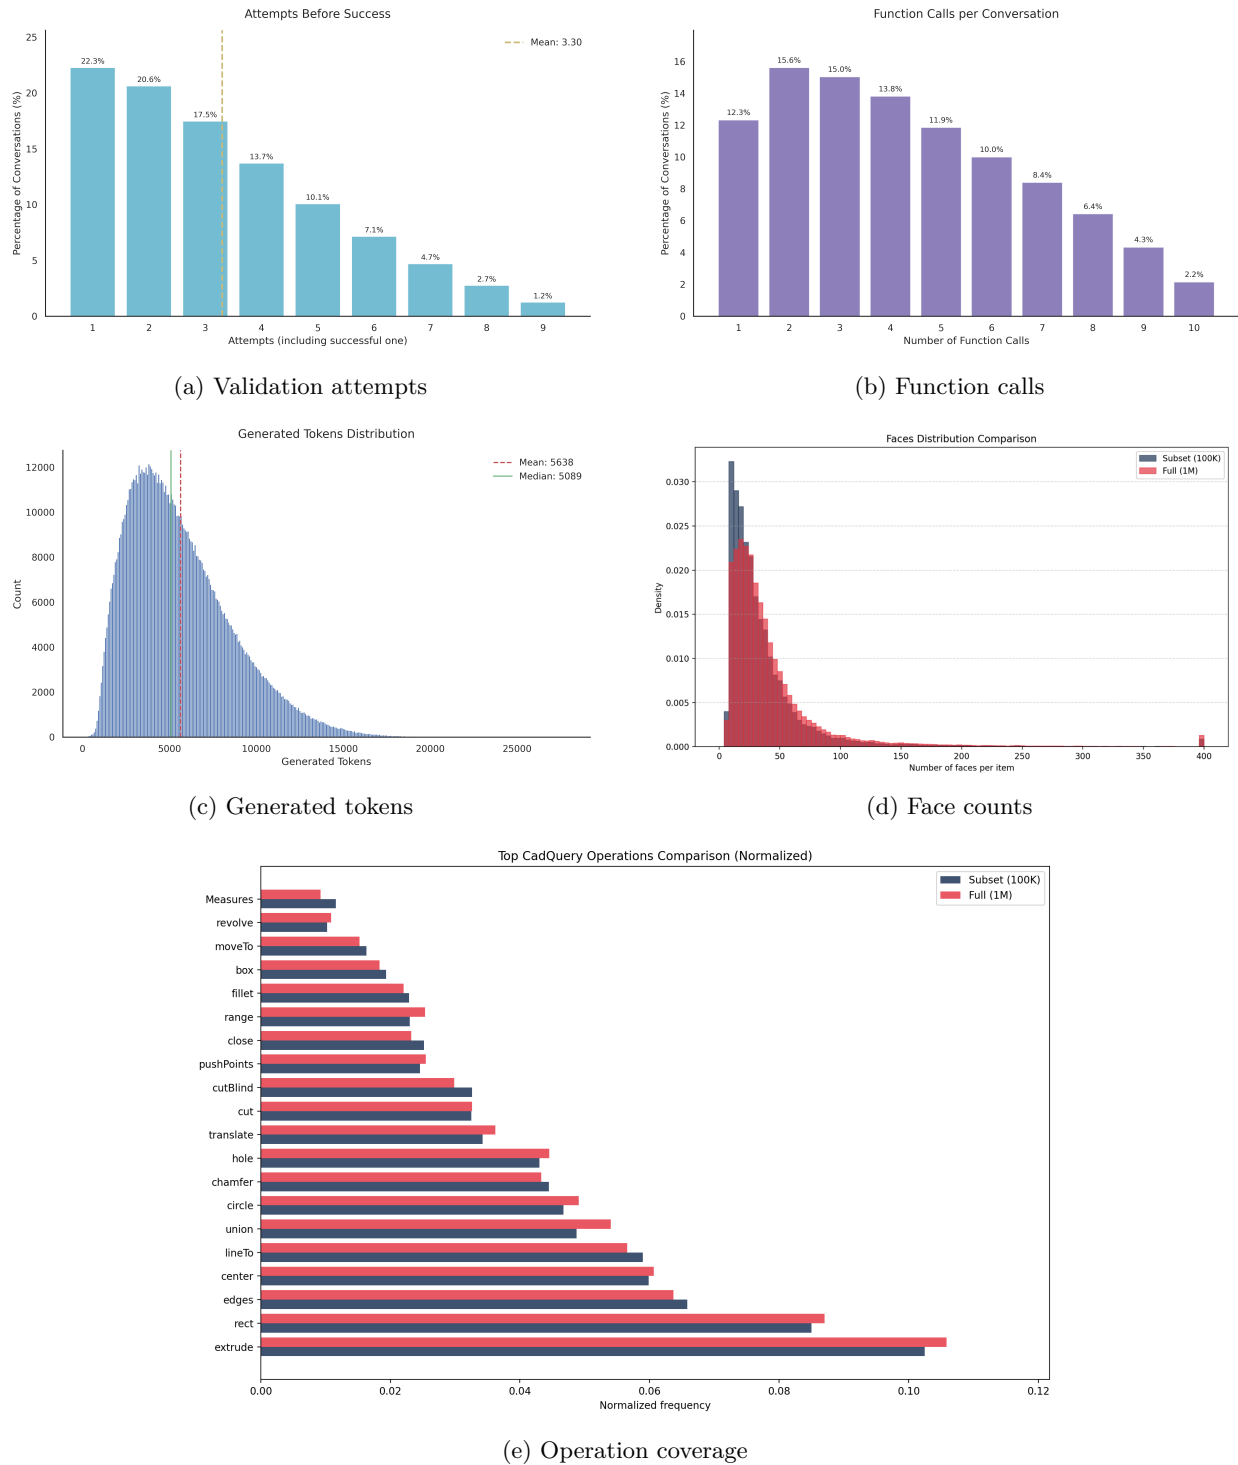 Attempts Before Success
Mean: 3.30
Percentage of Conversations (%)
25
20
15
10
5
0
22.3%
20.6%
17.5%
13.7%
10.1%
7.1%
4.7%
2.7%
1.2%
1 2 3 4 5 6 7 8 9
Attempts (including successful one)
(a) Validation attempts
Function Calls per Conversation
Percentage of Conversations (%)
16
14
12
10
8
6
4
2
0
12.3%
15.6%
15.0%
13.8%
11.9%
10.0%
8.4%
6.4%
4.3%
2.2%
1 2 3 4 5 6 7 8 9 10
Number of Function Calls
(b) Function calls
Generated Tokens Distribution
Mean: 5638
Median: 5089
Count
12000
10000
8000
6000
4000
2000
0
0 5000 10000 15000 20000 25000
Generated Tokens
(c) Generated tokens
Faces Distribution Comparison
Subset (100K)
Full (1M)
Density
0.030
0.025
0.020
0.015
0.010
0.005
0.000
0 50 100 150 200 250 300 350 400
Number of faces per item
(d) Face counts
Top CadQuery Operations Comparison (Normalized)
Subset (100K)
Full (1M)
Measures
revolve
moveTo
box
fillet
range
close
pushPoints
cutBlind
cut
translate
hole
chamfer
circle
union
lineTo
center
edges
rect
extrude
0.00 0.02 0.04 0.06 0.08 0.10 0.12
Normalized frequency
(e) Operation coverage